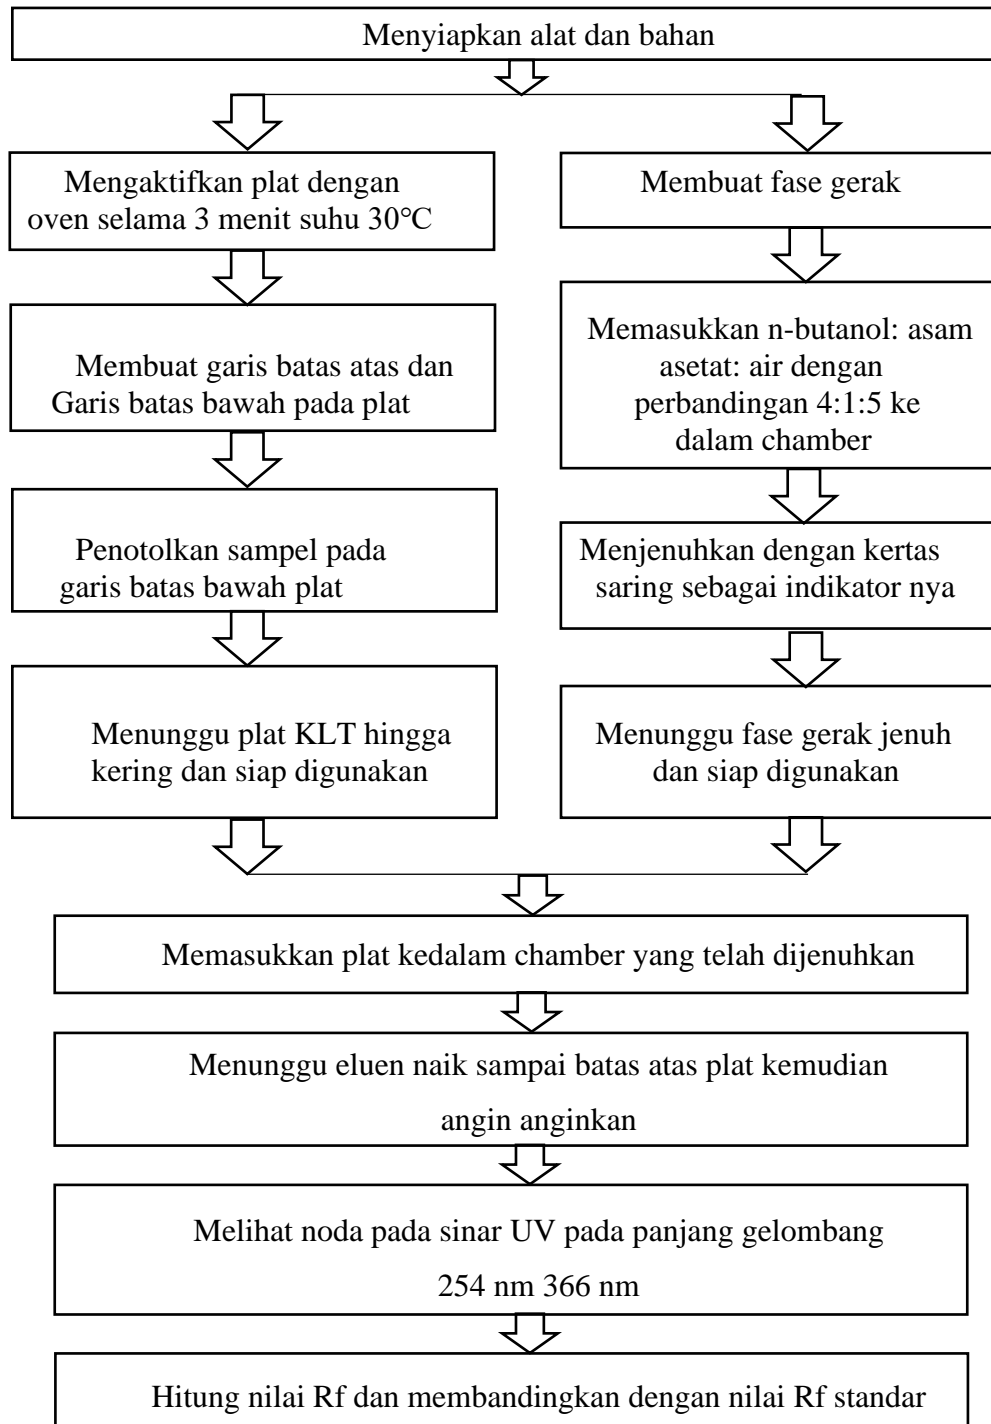 Menyiapkan alat dan bahan
Mengaktifkan plat dengan
oven selama 3 menit suhu 30℃
Membuat garis batas atas dan
Garis batas bawah pada plat
Penotolkan sampel pada
garis batas bawah plat
Menunggu plat KLT hingga
kering dan siap digunakan
Membuat fase gerak
Memasukkan n-butanol: asam
asetat: air dengan
perbandingan 4:1:5 ke
dalam chamber
Menjenuhkan dengan kertas
saring sebagai indikator nya
Menunggu fase gerak jenuh
dan siap digunakan
Memasukkan plat kedalam chamber yang telah dijenuhkan
Menunggu eluen naik sampai batas atas plat kemudian
angin anginkan
Melihat noda pada sinar UV pada panjang gelombang
254 nm 366 nm
Hitung nilai Rf dan membandingkan dengan nilai Rf standar